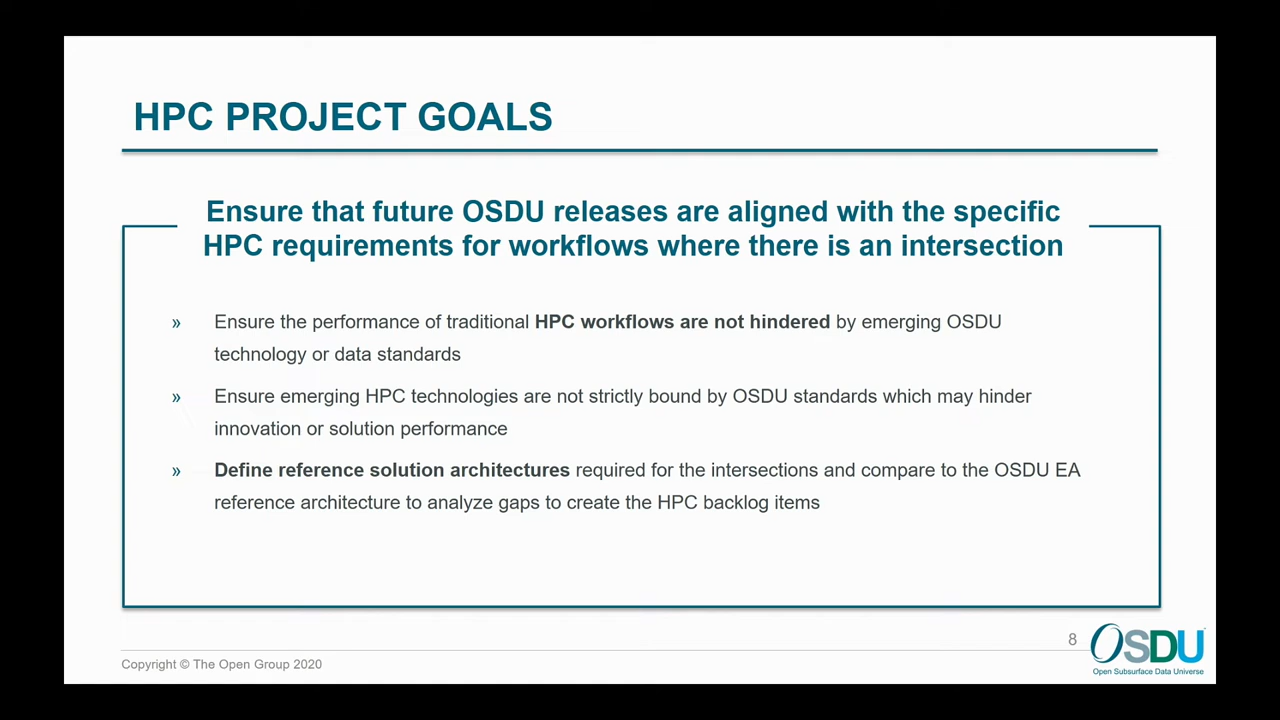 HPC PROJECT GOALS
Ensure that future OSDU releases are aligned with the specific
HPC requirements for workflows where there is an intersection
» Ensure the performance of traditional HPC workflows are not hindered by emerging OSDU
technology or data standards
» Ensure emerging HPC technologies are not strictly bound by OSDU standards which may hinder
innovation or solution performance
» Define reference solution architectures required for the intersections and compare to the OSDU EA
reference architecture to analyze gaps to create the HPC backlog items
8
OSDU
Open Subsurface Data Universe
Copyright © The Open Group 2020